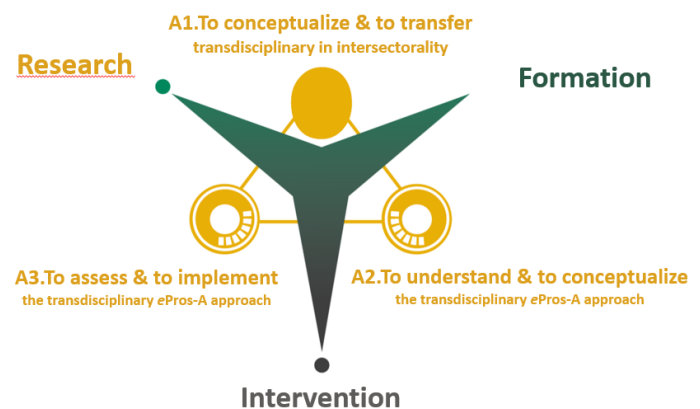 A1.To conceptualize & to transfer
transdisciplinary in intersectorality
Research
Formation
A3.To assess & to implement
the transdisciplinary ePros-A approach
A2.To understand & to conceptualize
the transdisciplinary ePros-A approach
Intervention